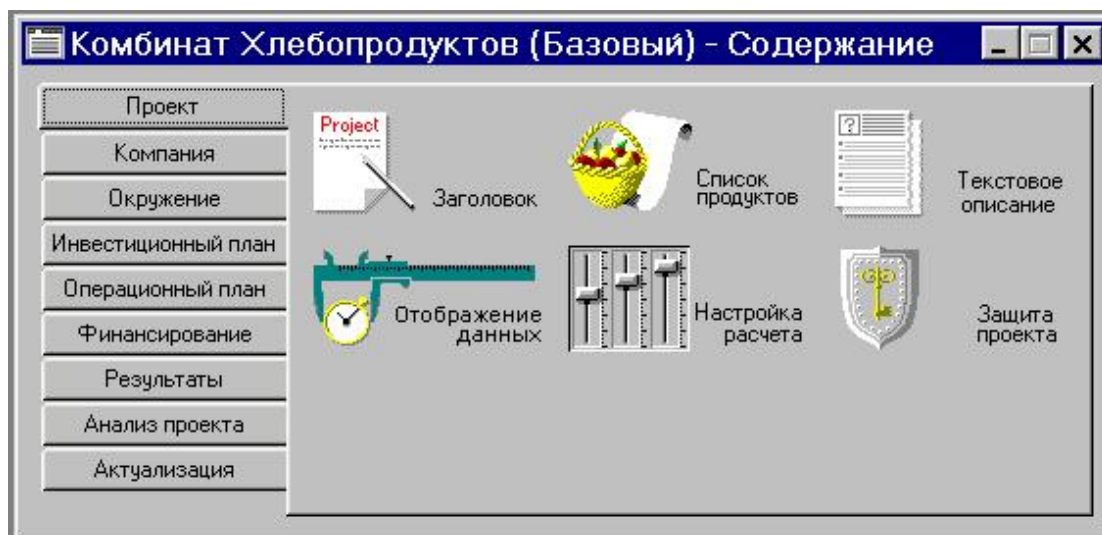 Комбинат Хлебопродуктов (Базовый) - Содержание
Проект
Компания
Окружение
Инвестиционный план
Операционный план
Финансирование
Результаты
Анализ проекта
Актуализация
Project
Заголовок
Список
продуктов
?
Текстовое
описание
Отображение
данных
Настройка
расчета
Защита
проекта